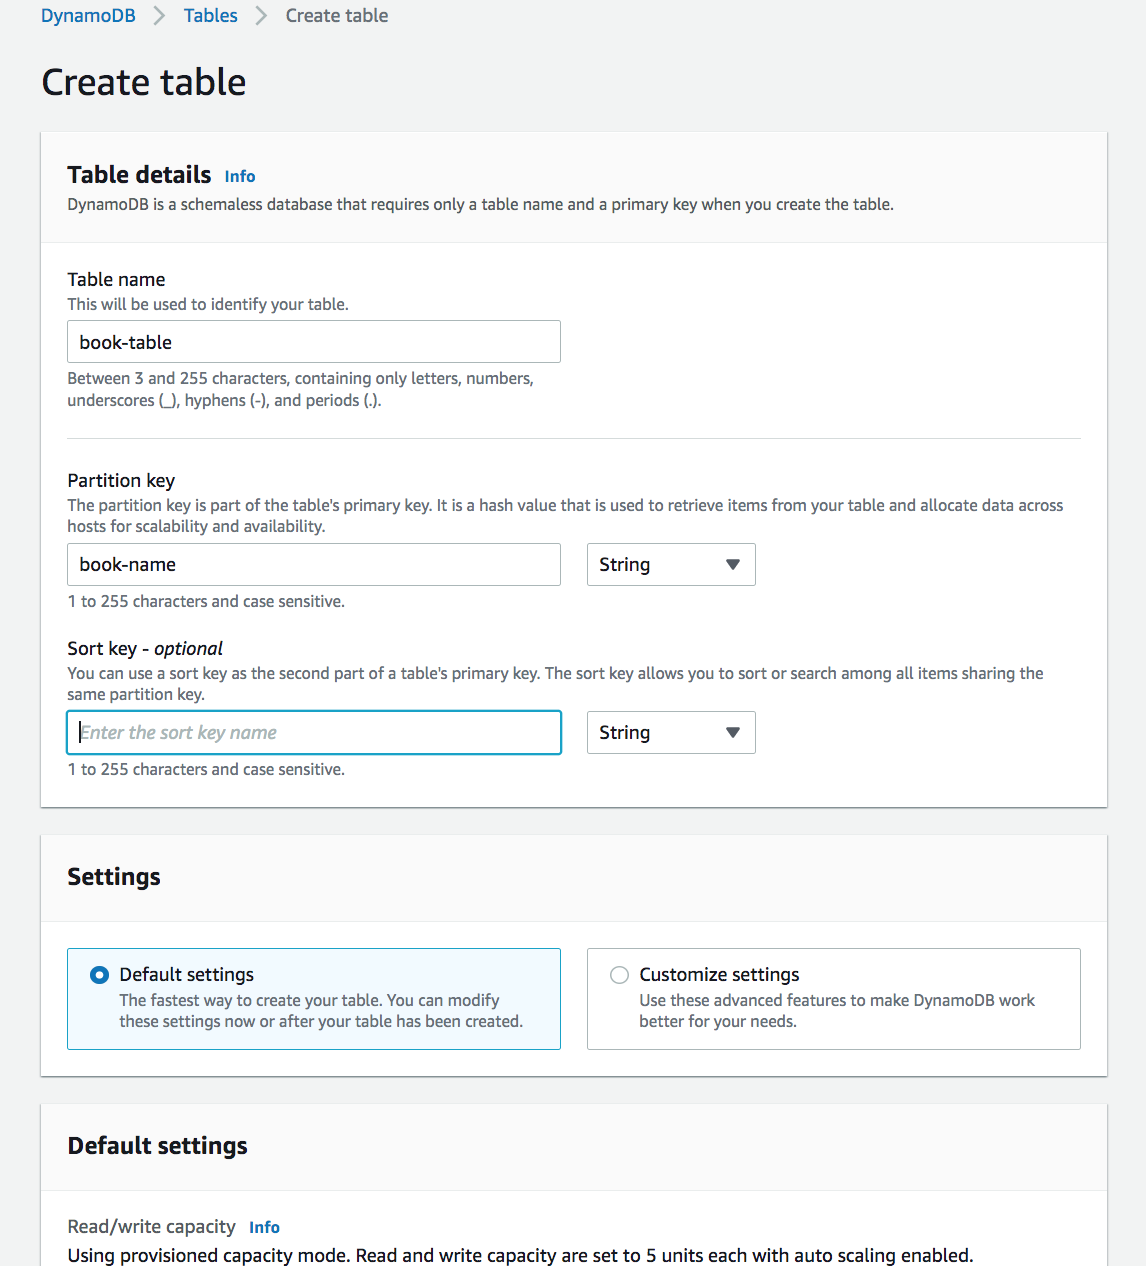 DynamoDB > Tables > Create table
Create table
Table details Info
DynamoDB is a schemaless database that requires only a table name and a primary key when you create the table.
Table name
This will be used to identify your table.
book-table
Between 3 and 255 characters, containing only letters, numbers,
underscores (_), hyphens (-), and periods (.).
Partition key
The partition key is part of the table's primary key. It is a hash value that is used to retrieve items from your table and allocate data across
hosts for scalability and availability.
book-name String
1 to 255 characters and case sensitive.
Sort key - optional
You can use a sort key as the second part of a table's primary key. The sort key allows you to sort or search among all items sharing the
same partition key.
Enter the sort key name String
1 to 255 characters and case sensitive.
Settings
Default settings
The fastest way to create your table. You can modify
these settings now or after your table has been created.
Customize settings
Use these advanced features to make DynamoDB work
better for your needs.
Default settings
Read/write capacity Info
Using provisioned capacity mode. Read and write capacity are set to 5 units each with auto scaling enabled.